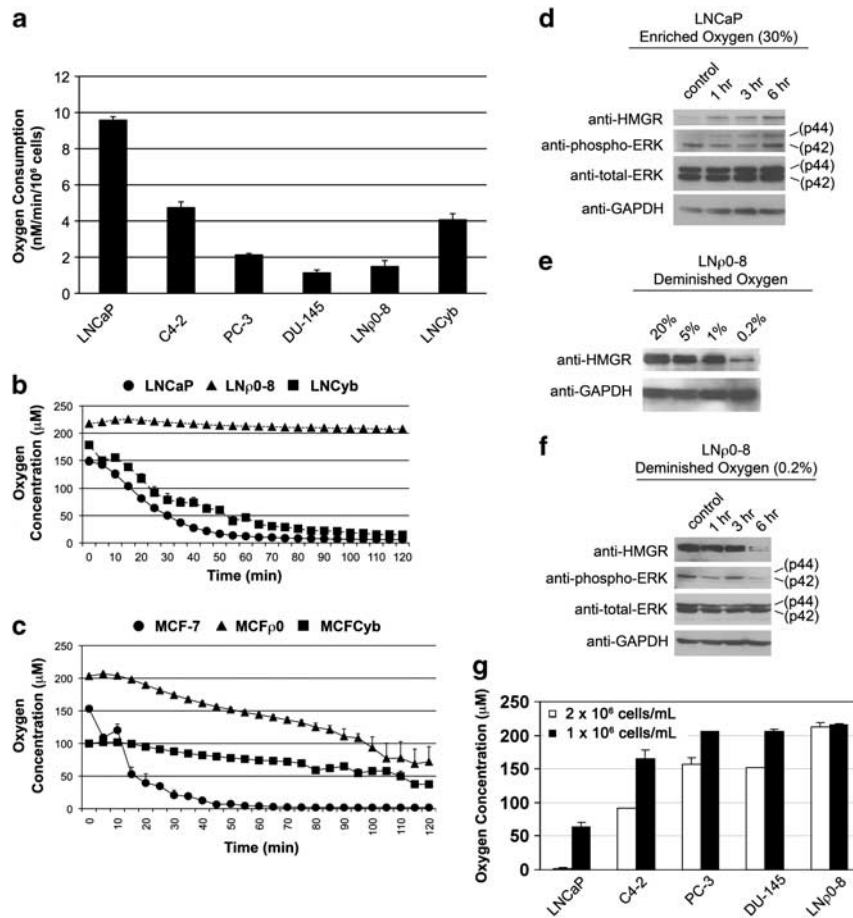 a
Oxygen Consumption
(nM/min/10⁶ cells)
12
10
8
6
4
2
0
LNCaP
C4-2
PC-3
DU-145
LNρ0-8
LNCyb
b
LNCaP LNρ0-8 LNCyb
Oxygen
Concentration (µM)
250
200
150
100
50
0
0 10 20 30 40 50 60 70 80 90 100 110 120
Time (min)
c
MCF-7 MCFρ0 MCFCyb
Oxygen
Concentration (µM)
250
200
150
100
50
0
0 10 20 30 40 50 60 70 80 90 100 110 120
Time (min)
d
LNCaP
Enriched Oxygen (30%)
control 1 hr 3 hr 6 hr
anti-HMGR
anti-phospho-ERK
(p44)
(p42)
anti-total-ERK
(p44)
(p42)
anti-GAPDH
e
LNρ0-8
Deminished Oxygen
20% 5% 1% 0.2%
anti-HMGR
anti-GAPDH
f
LNρ0-8
Deminished Oxygen (0.2%)
control 1 hr 3 hr 6 hr
anti-HMGR
anti-phospho-ERK
(p44)
(p42)
anti-total-ERK
(p44)
(p42)
anti-GAPDH
g
Oxygen Concentration (µM)
250
200
150
100
50
0
2 x 10⁶ cells/mL
1 x 10⁶ cells/mL
LNCaP
C4-2
PC-3
DU-145
LNρ0-8